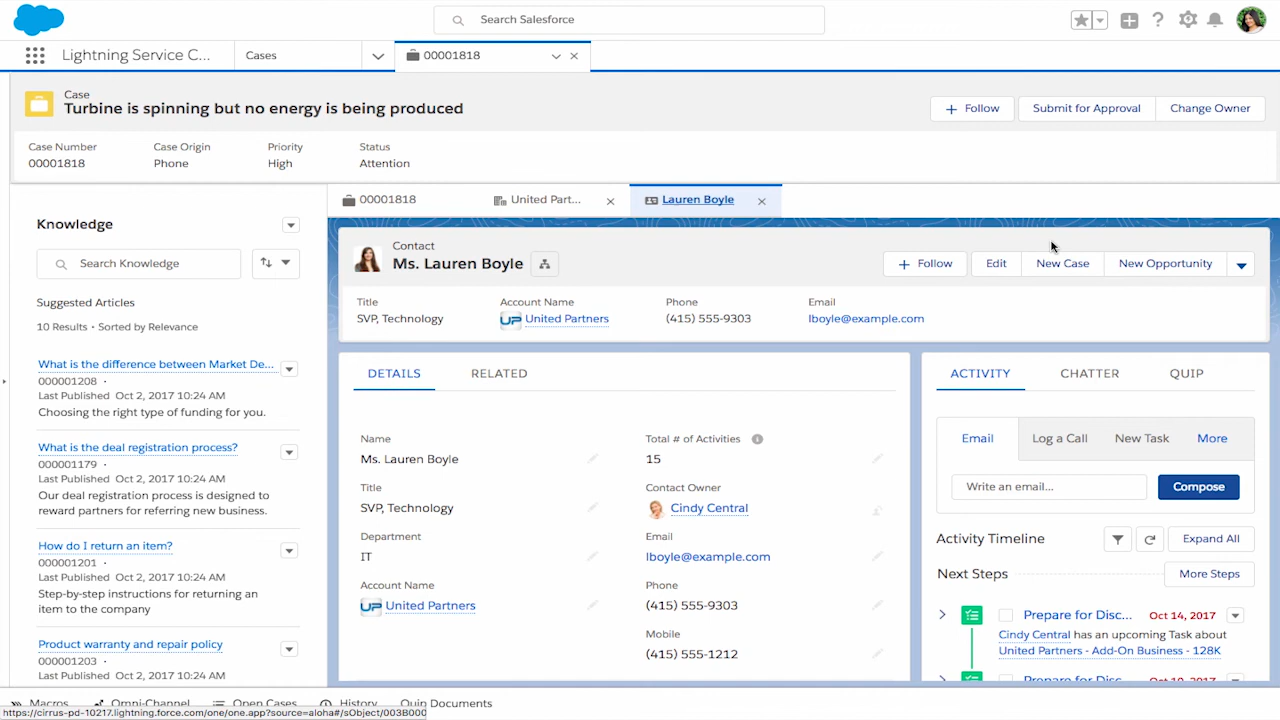 Search Salesforce
Lightning Service C...
Cases
00001818
Case
Turbine is spinning but no energy is being produced
Follow
Submit for Approval
Change Owner
Case Number
Case Origin
Priority
Status
00001818
Phone
High
Attention
Knowledge
Search Knowledge
Suggested Articles
10 Results • Sorted by Relevance
What is the difference between Market De...
000001208 •
Last Published Oct 2, 2017 10:24 AM
Choosing the right type of funding for you.
What is the deal registration process?
000001179 •
Last Published Oct 2, 2017 10:24 AM
Our deal registration process is designed to
reward partners for referring new business.
How do I return an item?
000001201 •
Last Published Oct 2, 2017 10:24 AM
Step-by-step instructions for returning an
item to the company
Product warranty and repair policy
000001203 •
Last Published Oct 2, 2017 10:24 AM
00001818
United Part...
Lauren Boyle
Contact
Ms. Lauren Boyle
Follow
Edit
New Case
New Opportunity
Title
Account Name
Phone
Email
SVP, Technology
UP United Partners
(415) 555-9303
lboyle@example.com
DETAILS
RELATED
Name
Ms. Lauren Boyle
Title
SVP, Technology
Department
IT
Account Name
UP United Partners
Total # of Activities
15
Contact Owner
Cindy Central
Email
lboyle@example.com
Phone
(415) 555-9303
Mobile
(415) 555-1212
ACTIVITY
CHATTER
QUIP
Email
Log a Call
New Task
More
Write an email...
Compose
Activity Timeline
Expand All
Next Steps
More Steps
Prepare for Disc...
Oct 14, 2017
Cindy Central has an upcoming Task about
United Partners - Add-On Business - 128K
Prepare for Disc...
Macros
Omni-Channel
Open Cases
History
Quip Documents
https://cirrus-pd-10217.lightning.force.com/one/one.app?source=aloha#/sObject/003B000